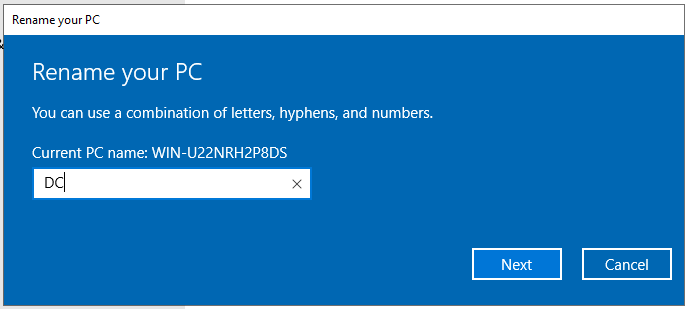 Rename your PC
Rename your PC
You can use a combination of letters, hyphens, and numbers.
Current PC name: WIN-U22NRH2P8DS
DC
Next Cancel